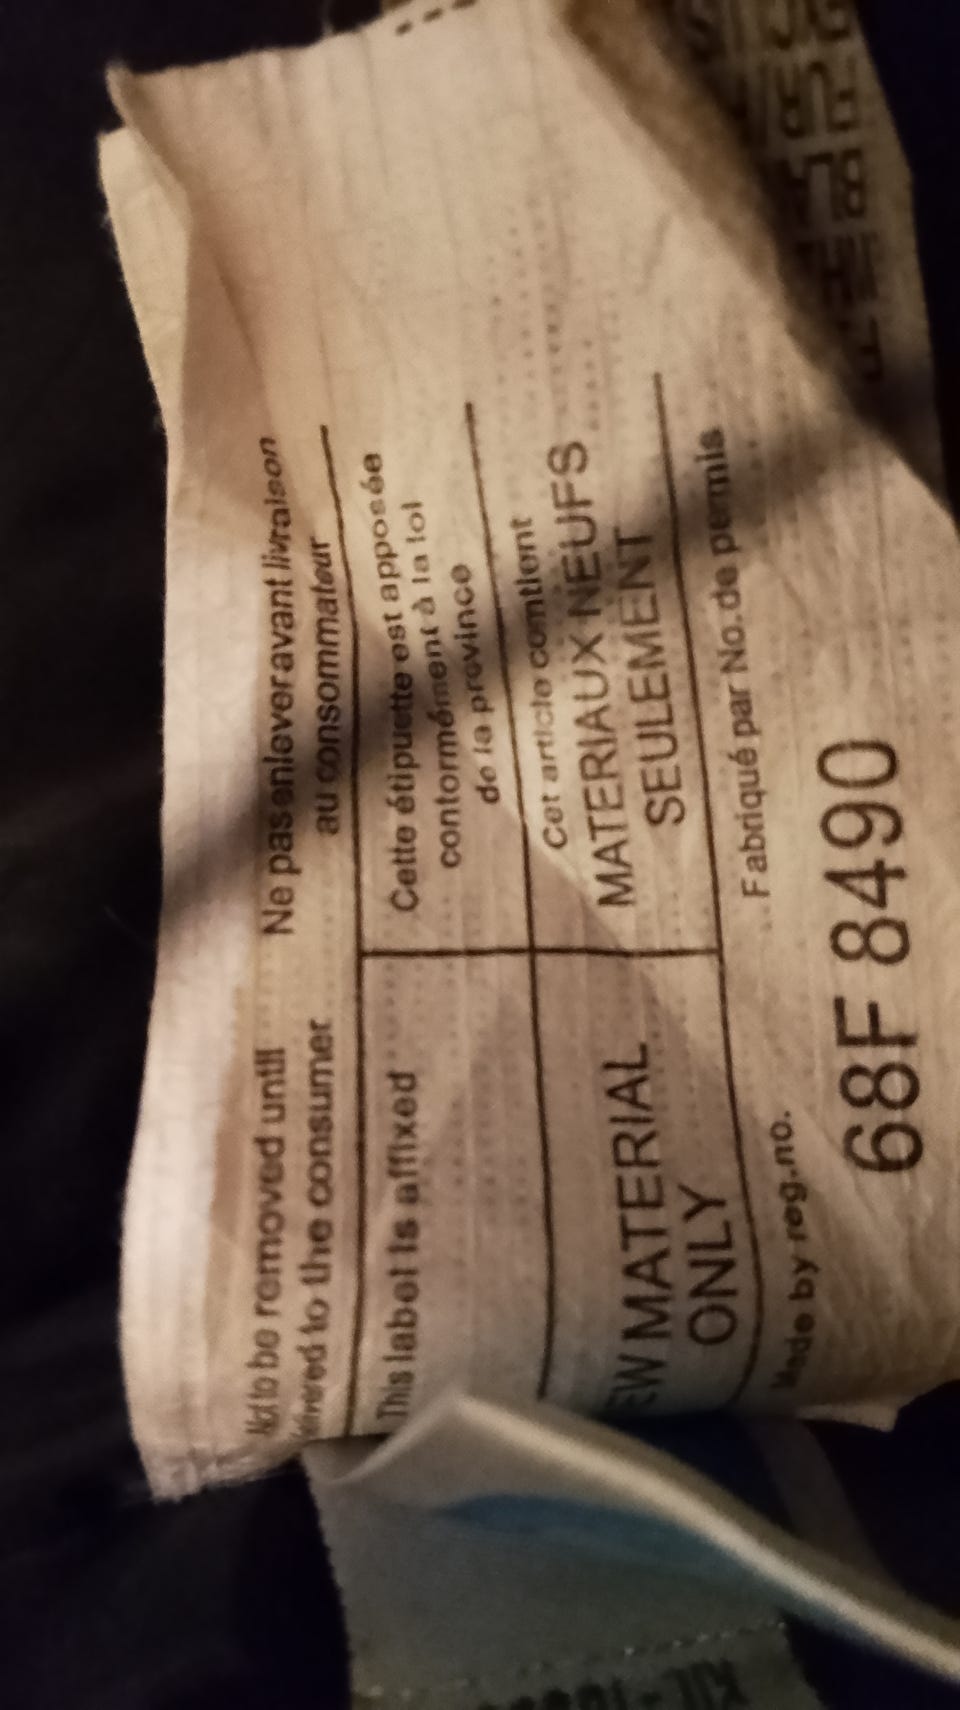 Not to be removed until
delivered to the consumer
Ne pas enlever avant livraison
au consommateur
This label is affixed
Cette étiquette est apposée
conformément à la loi
de la province
EW MATERIAL
ONLY
Cet article contient
MATERIAUX NEUFS
SEULEMENT
Made by reg.no.
Fabriqué par No. de permis
68F 8490